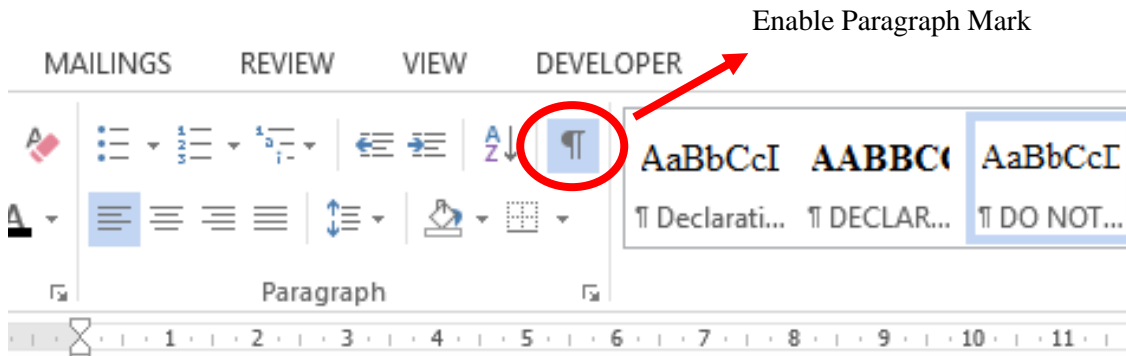 Enable Paragraph Mark
MAILINGS REVIEW VIEW DEVELOPER
AaBbCcI AABBC( AaBbCcD
¶ Declarati... ¶ DECLAR... ¶ DO NOT...
Paragraph
1 2 3 4 5 6 7 8 9 10 11